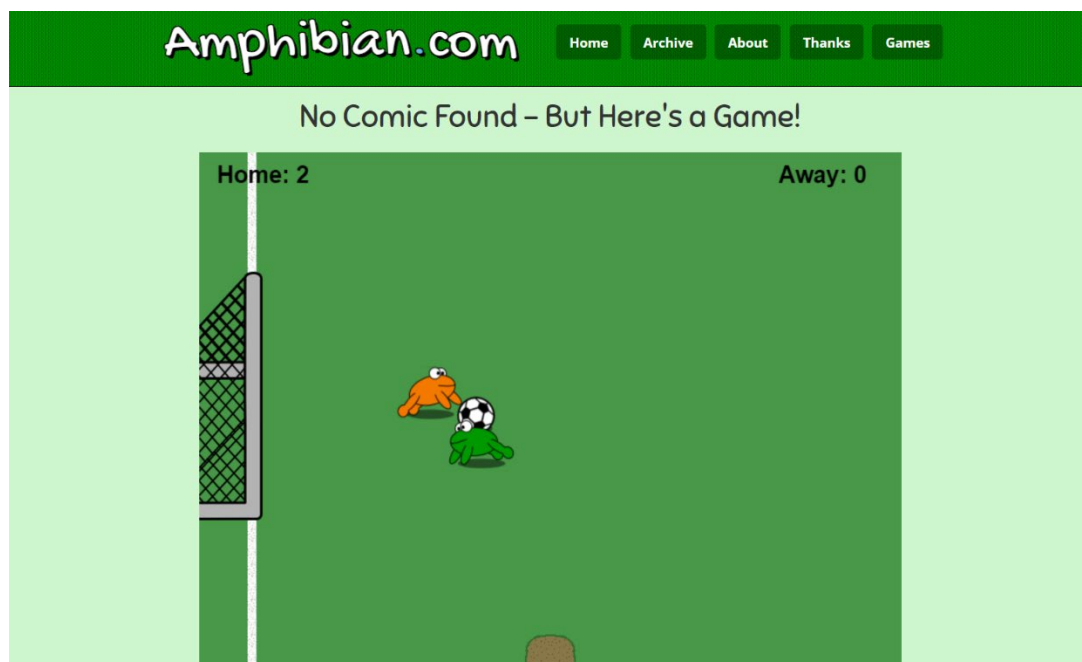 Amphibian.com
Home Archive About Thanks Games
No Comic Found – But Here's a Game!
Home: 2 Away: 0